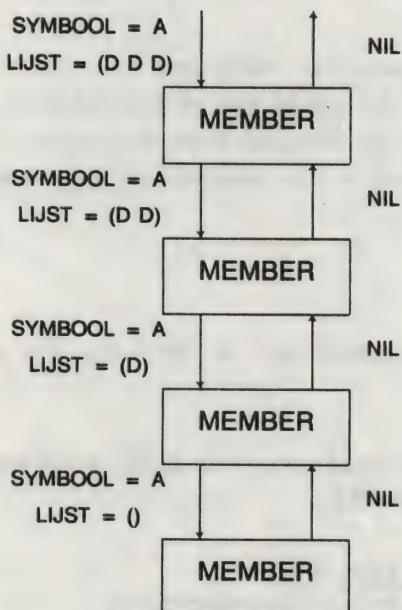 SYMBOOL = A
LIJST = (D D D)
NIL
MEMBER
SYMBOOL = A
LIJST = (D D)
NIL
MEMBER
SYMBOOL = A
LIJST = (D)
NIL
MEMBER
SYMBOOL = A
LIJST = ()
NIL
MEMBER